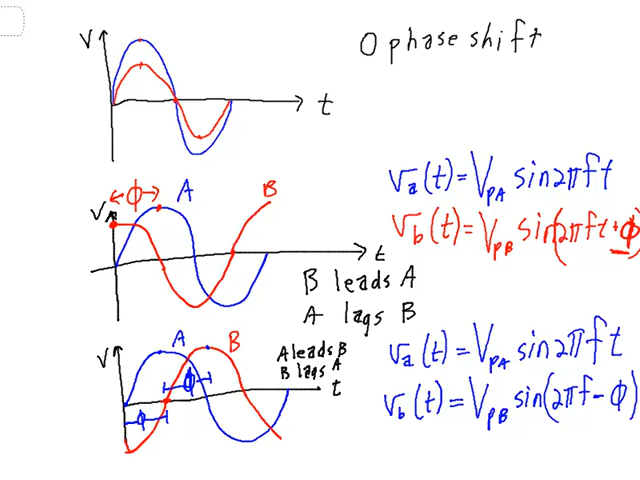 V
0 phase shift
t
Va(t)=VPA sin2πft
ϕ
A
B
V
Vb(t)=VPB sin(2πft+ϕ)
t
B leads A
A lags B
V
A
B
A leads B
B lags A
ϕ
t
ϕ
Va(t)=VPA sin2πft
Vb(t)=VPB sin(2πf-ϕ)